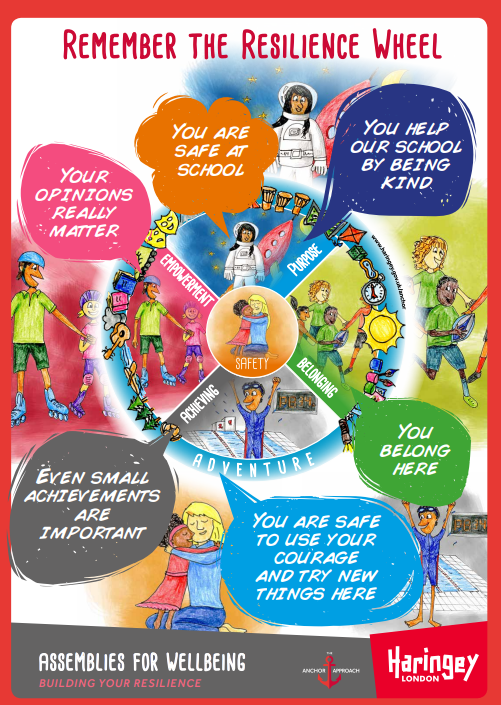 REMEMBER THE RESILIENCE WHEEL
YOU ARE
SAFE AT
SCHOOL
YOU HELP
OUR SCHOOL
BY BEING
KIND
YOUR
OPINIONS
REALLY
MATTER
EMPOWERMENT
PURPOSE
www.haringey.gov.uk/anchor
SAFETY
ACHIEVING
BELONGING
ADVENTURE
YOU
BELONG
HERE
EVEN SMALL
ACHIEVEMENTS
ARE
IMPORTANT
YOU ARE SAFE
TO USE YOUR
COURAGE
AND TRY NEW
THINGS HERE
ASSEMBLIES FOR WELLBEING
BUILDING YOUR RESILIENCE
THE
ANCHOR APPROACH
Haringey
LONDON